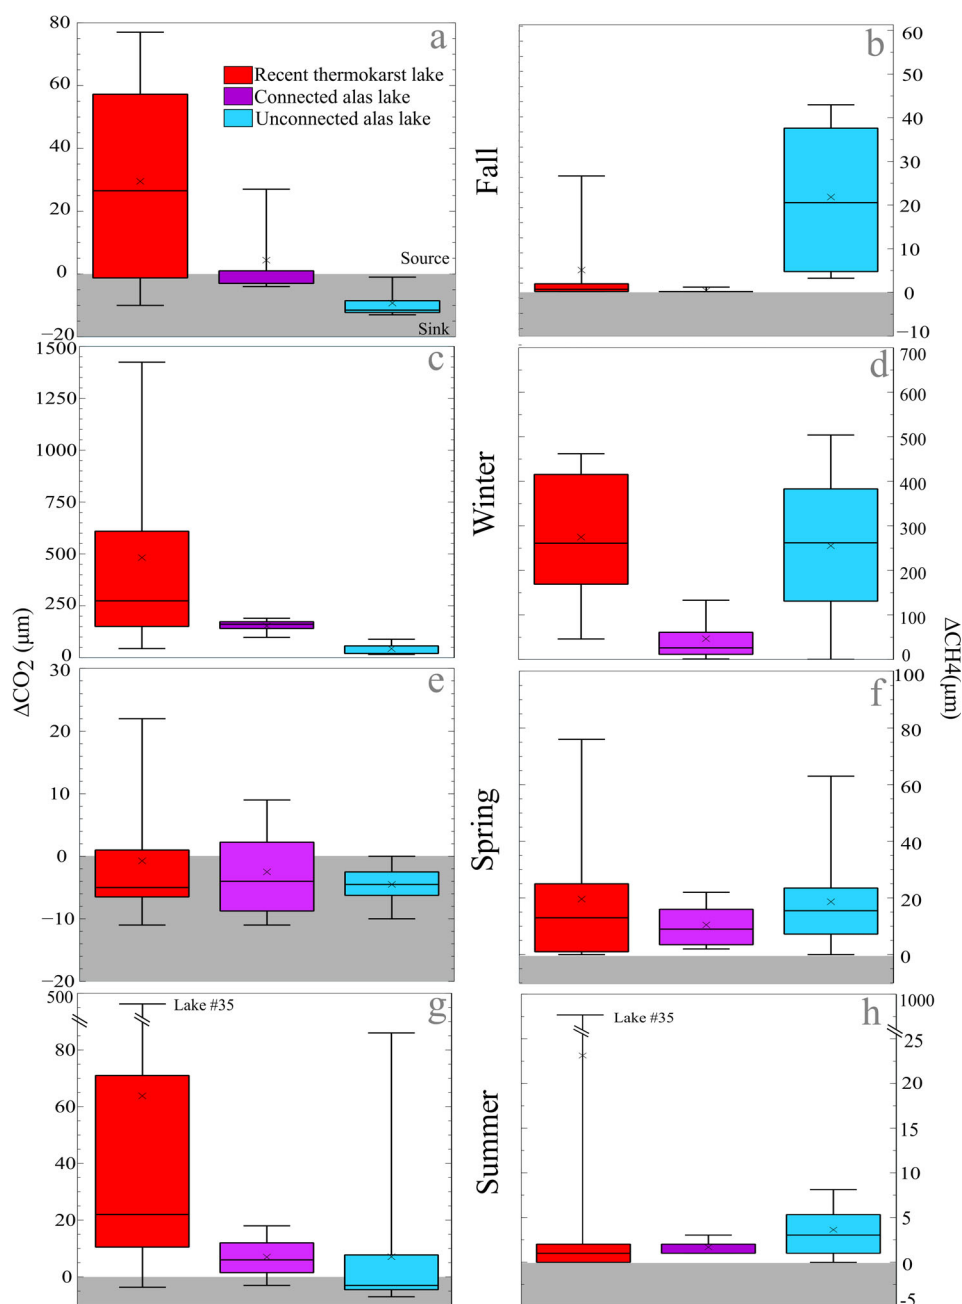 80
60
40
20
0
−20
a
Recent thermokarst lake
Connected alas lake
Unconnected alas lake
Source
Sink
Fall
b
60
50
40
30
20
10
0
−10
1500
1250
1000
750
500
250
0
c
Winter
d
700
600
500
400
300
200
100
0
ΔCO2 (μm)
ΔCH4(μm)
30
20
10
0
−10
−20
e
Spring
f
100
80
60
40
20
0
500
80
60
40
20
0
Lake #35
g
Summer
Lake #35
h
1000
25
20
15
10
5
0
-5